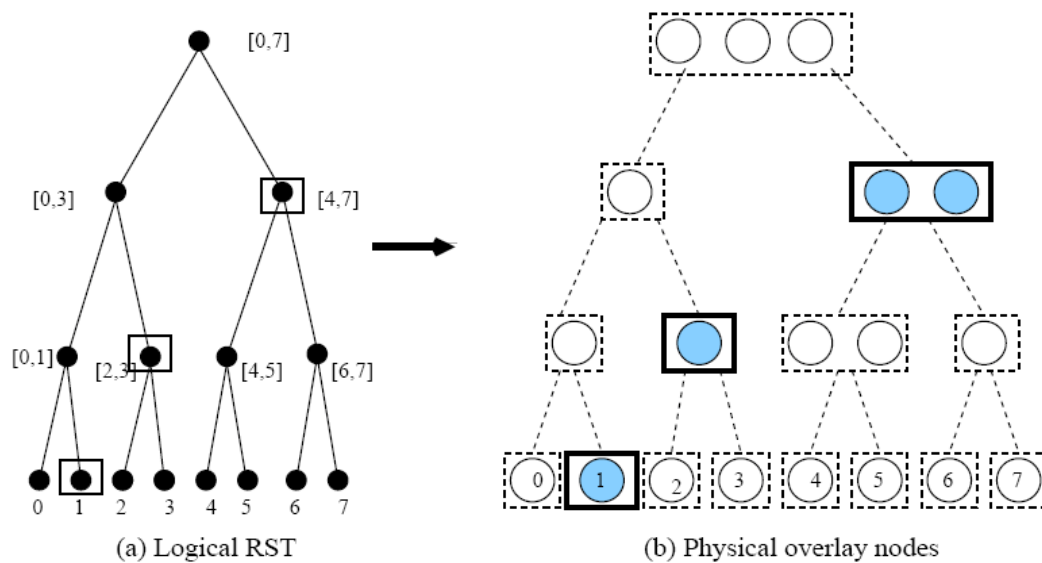 [0,7]
[0,3]
[4,7]
[0,1]
[2,3]
[4,5]
[6,7]
0 1 2 3 4 5 6 7
(a) Logical RST
0 1 2 3 4 5 6 7
(b) Physical overlay nodes